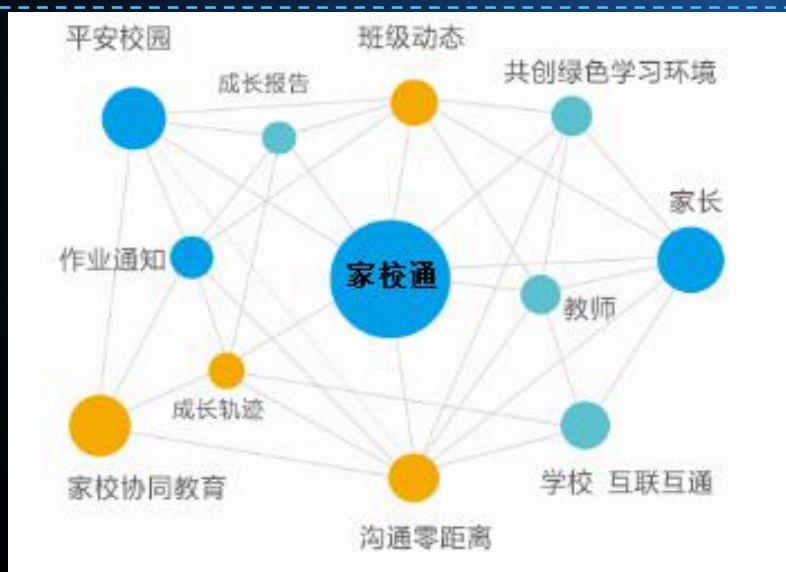 平安校园
班级动态
成长报告
共创绿色学习环境
家长
作业通知
家校通
教师
成长轨迹
家校协同教育
学校 互联互通
沟通零距离